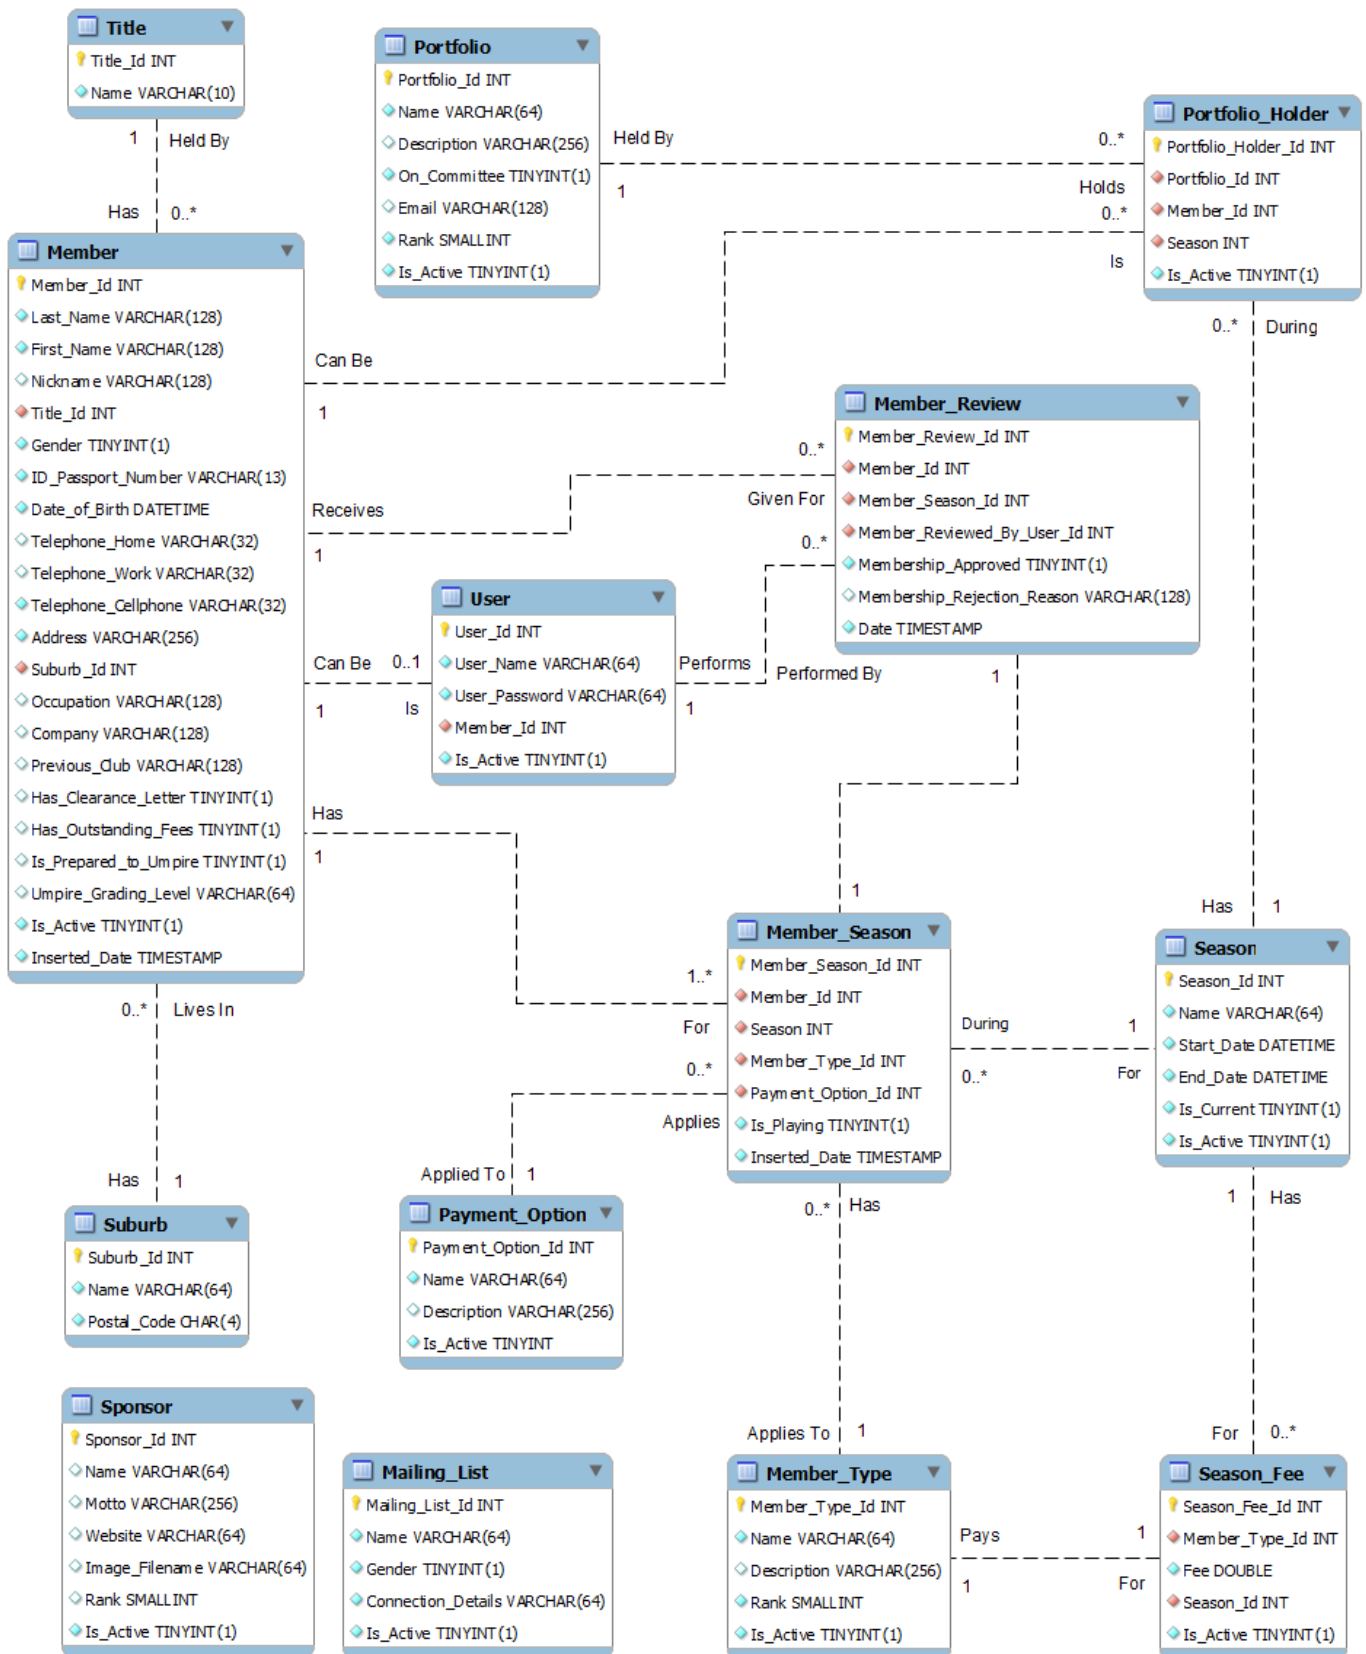 Title
Title_Id INT
Name VARCHAR(10)
1
Held By
Has
0..*
Portfolio
Portfolio_Id INT
Name VARCHAR(64)
Description VARCHAR(256)
On_Committee TINYINT(1)
Email VARCHAR(128)
Rank SMALLINT
Is_Active TINYINT(1)
Held By
1
0..*
Holds
0..*
Is
Portfolio_Holder
Portfolio_Holder_Id INT
Portfolio_Id INT
Member_Id INT
Season INT
Is_Active TINYINT(1)
0..*
During
Member
Member_Id INT
Last_Name VARCHAR(128)
First_Name VARCHAR(128)
Nickname VARCHAR(128)
Title_Id INT
Gender TINYINT(1)
ID_Passport_Number VARCHAR(13)
Date_of_Birth DATETIME
Telephone_Home VARCHAR(32)
Telephone_Work VARCHAR(32)
Telephone_Cellphone VARCHAR(32)
Address VARCHAR(256)
Suburb_Id INT
Occupation VARCHAR(128)
Company VARCHAR(128)
Previous_Club VARCHAR(128)
Has_Clearance_Letter TINYINT(1)
Has_Outstanding_Fees TINYINT(1)
Is_Prepared_to_Umpire TINYINT(1)
Umpire_Grading_Level VARCHAR(64)
Is_Active TINYINT(1)
Inserted_Date TIMESTAMP
Can Be
1
Receives
1
Can Be
0..1
1
Is
Has
1
Member_Review
Member_Review_Id INT
Member_Id INT
Member_Season_Id INT
Member_Reviewed_By_User_Id INT
Membership_Approved TINYINT(1)
Membership_Rejection_Reason VARCHAR(128)
Date TIMESTAMP
0..*
Given For
0..*
Performed By
1
User
User_Id INT
User_Name VARCHAR(64)
User_Password VARCHAR(64)
Member_Id INT
Is_Active TINYINT(1)
Performs
1
1
Member_Season
Member_Season_Id INT
Member_Id INT
Season INT
Member_Type_Id INT
Payment_Option_Id INT
Is_Playing TINYINT(1)
Inserted_Date TIMESTAMP
1..*
For
0..*
Applies
During
0..*
1
For
0..*
Has
Has
1
Season
Season_Id INT
Name VARCHAR(64)
Start_Date DATETIME
End_Date DATETIME
Is_Current TINYINT(1)
Is_Active TINYINT(1)
1
Has
0..*
Lives In
Has
1
Suburb
Suburb_Id INT
Name VARCHAR(64)
Postal_Code CHAR(4)
Applied To
1
Payment_Option
Payment_Option_Id INT
Name VARCHAR(64)
Description VARCHAR(256)
Is_Active TINYINT
Sponsor
Sponsor_Id INT
Name VARCHAR(64)
Motto VARCHAR(256)
Website VARCHAR(64)
Image_Filename VARCHAR(64)
Rank SMALLINT
Is_Active TINYINT(1)
Mailing_List
Mailing_List_Id INT
Name VARCHAR(64)
Gender TINYINT(1)
Connection_Details VARCHAR(64)
Is_Active TINYINT(1)
Applies To
1
Member_Type
Member_Type_Id INT
Name VARCHAR(64)
Description VARCHAR(256)
Rank SMALLINT
Is_Active TINYINT(1)
Pays
1
1
For
For
0..*
Season_Fee
Season_Fee_Id INT
Member_Type_Id INT
Fee DOUBLE
Season_Id INT
Is_Active TINYINT(1)